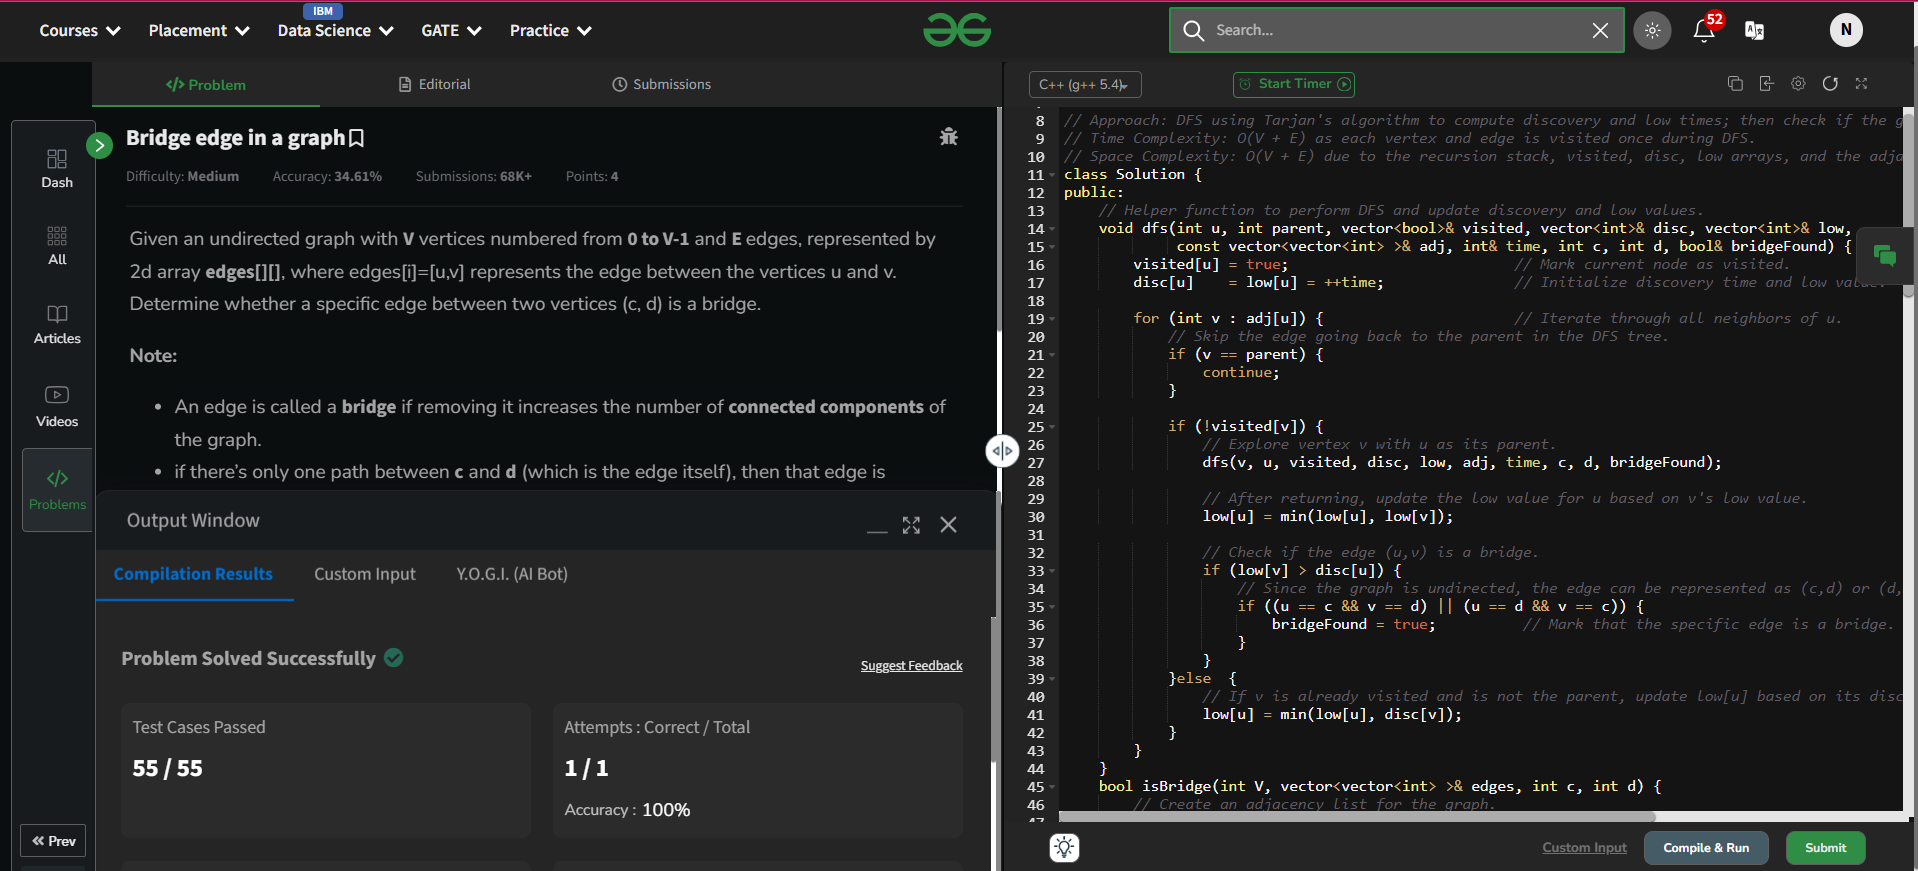 IBM
Courses Placement Data Science GATE Practice
Search...
52
N
Problem Editorial Submissions
C++ (g++ 5.4)
Start Timer
Dash
All
Articles
Videos
Problems
Prev
Bridge edge in a graph
Difficulty: Medium Accuracy: 34.61% Submissions: 68K+ Points: 4
Given an undirected graph with V vertices numbered from 0 to V-1 and E edges, represented by
2d array edges[][], where edges[i]=[u,v] represents the edge between the vertices u and v.
Determine whether a specific edge between two vertices (c, d) is a bridge.
Note:
• An edge is called a bridge if removing it increases the number of connected components of
the graph.
• if there's only one path between c and d (which is the edge itself), then that edge is
Output Window
Compilation Results Custom Input Y.O.G.I. (AI Bot)
Problem Solved Successfully
Suggest Feedback
Test Cases Passed
55 / 55
Attempts : Correct / Total
1 / 1
Accuracy : 100%
8 // Approach: DFS using Tarjan's algorithm to compute discovery and low times; then check if the g
9 // Time Complexity: O(V + E) as each vertex and edge is visited once during DFS.
10 // Space Complexity: O(V + E) due to the recursion stack, visited, disc, low arrays, and the adja
11 class Solution {
12 public:
13 // Helper function to perform DFS and update discovery and low values.
14 void dfs(int u, int parent, vector<bool>& visited, vector<int>& disc, vector<int>& low,
15 const vector<vector<int> >& adj, int& time, int c, int d, bool& bridgeFound) {
16 visited[u] = true; // Mark current node as visited.
17 disc[u] = low[u] = ++time; // Initialize discovery time and low value.
18
19 for (int v : adj[u]) { // Iterate through all neighbors of u.
20 // Skip the edge going back to the parent in the DFS tree.
21 if (v == parent) {
22 continue;
23 }
24
25 if (!visited[v]) {
26 // Explore vertex v with u as its parent.
27 dfs(v, u, visited, disc, low, adj, time, c, d, bridgeFound);
28
29 // After returning, update the low value for u based on v's low value.
30 low[u] = min(low[u], low[v]);
31
32 // Check if the edge (u,v) is a bridge.
33 if (low[v] > disc[u]) {
34 // Since the graph is undirected, the edge can be represented as (c,d) or (d,
35 if ((u == c && v == d) || (u == d && v == c)) {
36 bridgeFound = true; // Mark that the specific edge is a bridge.
37 }
38 }
39 }else {
40 // If v is already visited and is not the parent, update low[u] based on its disc
41 low[u] = min(low[u], disc[v]);
42 }
43 }
44 }
45 bool isBridge(int V, vector<vector<int> >& edges, int c, int d) {
46 // Create an adjacency list for the graph.
Custom Input Compile & Run Submit